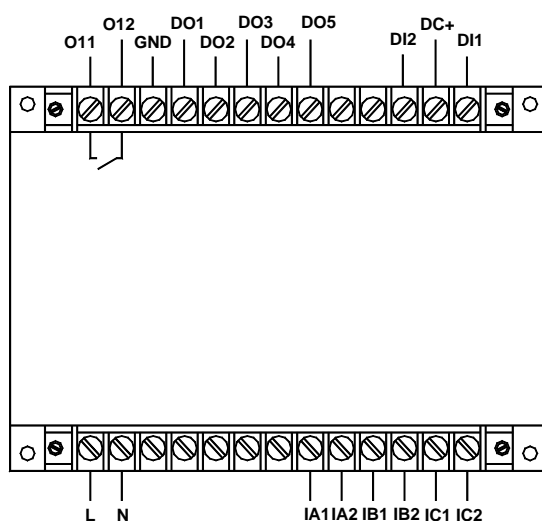 DO1 DO3 DO5 DC+
O11 O12 GND DO2 DO4 DI2 DI1
L N IA1 IA2 IB1 IB2 IC1 IC2